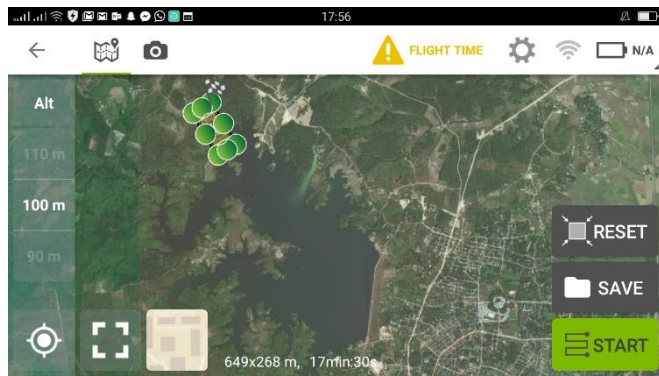 17:56
FLIGHT TIME
N/A
Alt
110 m
100 m
90 m
RESET
SAVE
START
649x268 m, 17min:30s